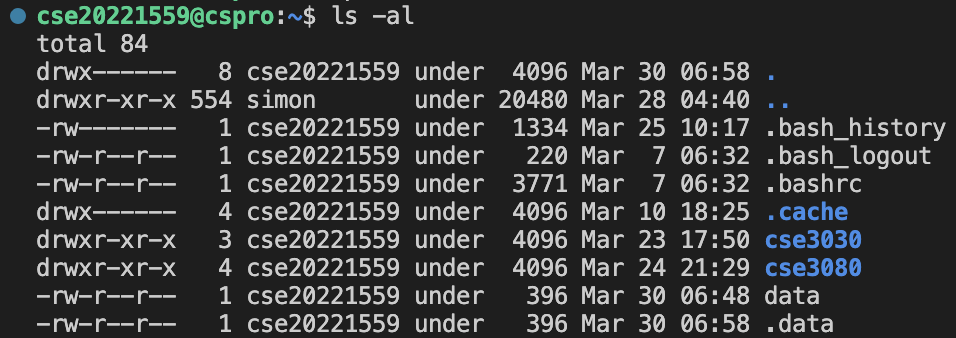 cse20221559@cspro:~$ ls -al
total 84
drwx------   8 cse20221559 under  4096 Mar 30 06:58 .
drwxr-xr-x 554 simon       under 20480 Mar 28 04:40 ..
-rw-------   1 cse20221559 under  1334 Mar 25 10:17 .bash_history
-rw-r--r--   1 cse20221559 under   220 Mar  7 06:32 .bash_logout
-rw-r--r--   1 cse20221559 under  3771 Mar  7 06:32 .bashrc
drwx------   4 cse20221559 under  4096 Mar 10 18:25 .cache
drwxr-xr-x   3 cse20221559 under  4096 Mar 23 17:50 cse3030
drwxr-xr-x   4 cse20221559 under  4096 Mar 24 21:29 cse3080
-rw-r--r--   1 cse20221559 under   396 Mar 30 06:48 data
-rw-r--r--   1 cse20221559 under   396 Mar 30 06:58 .data